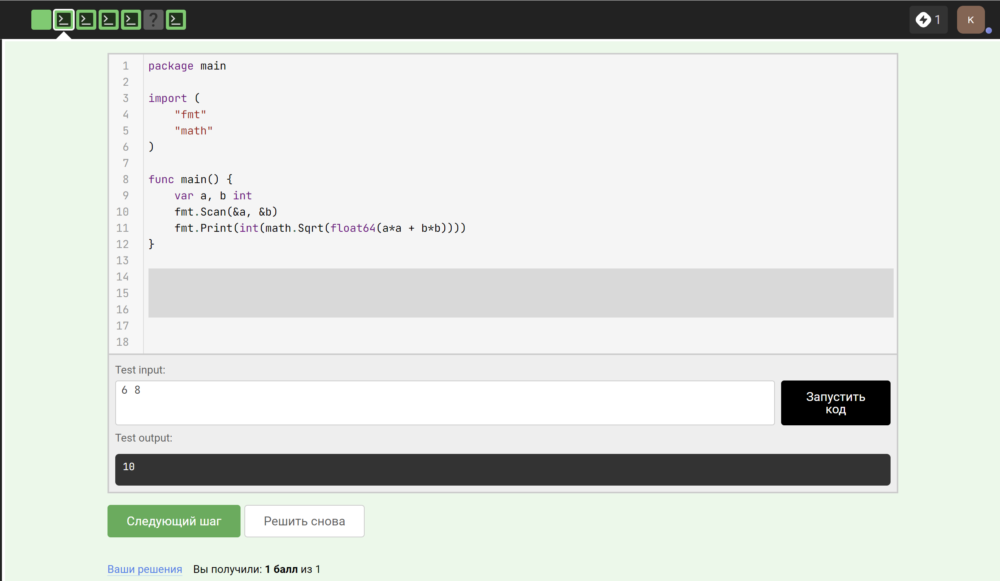 ?
1
K
1 package main
2
3 import (
4 "fmt"
5 "math"
6 )
7
8 func main() {
9 var a, b int
10 fmt.Scan(&a, &b)
11 fmt.Print(int(math.Sqrt(float64(a*a + b*b))))
12 }
13
14
15
16
17
18
Test input:
6 8
Запустить
код
Test output:
10
Следующий шаг
Решить снова
Ваши решения Вы получили: 1 балл из 1